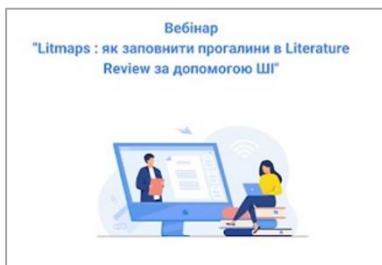 Вебінар
"Litmaps : як заповнити прогалини в Literature
Review за допомогою ШІ"